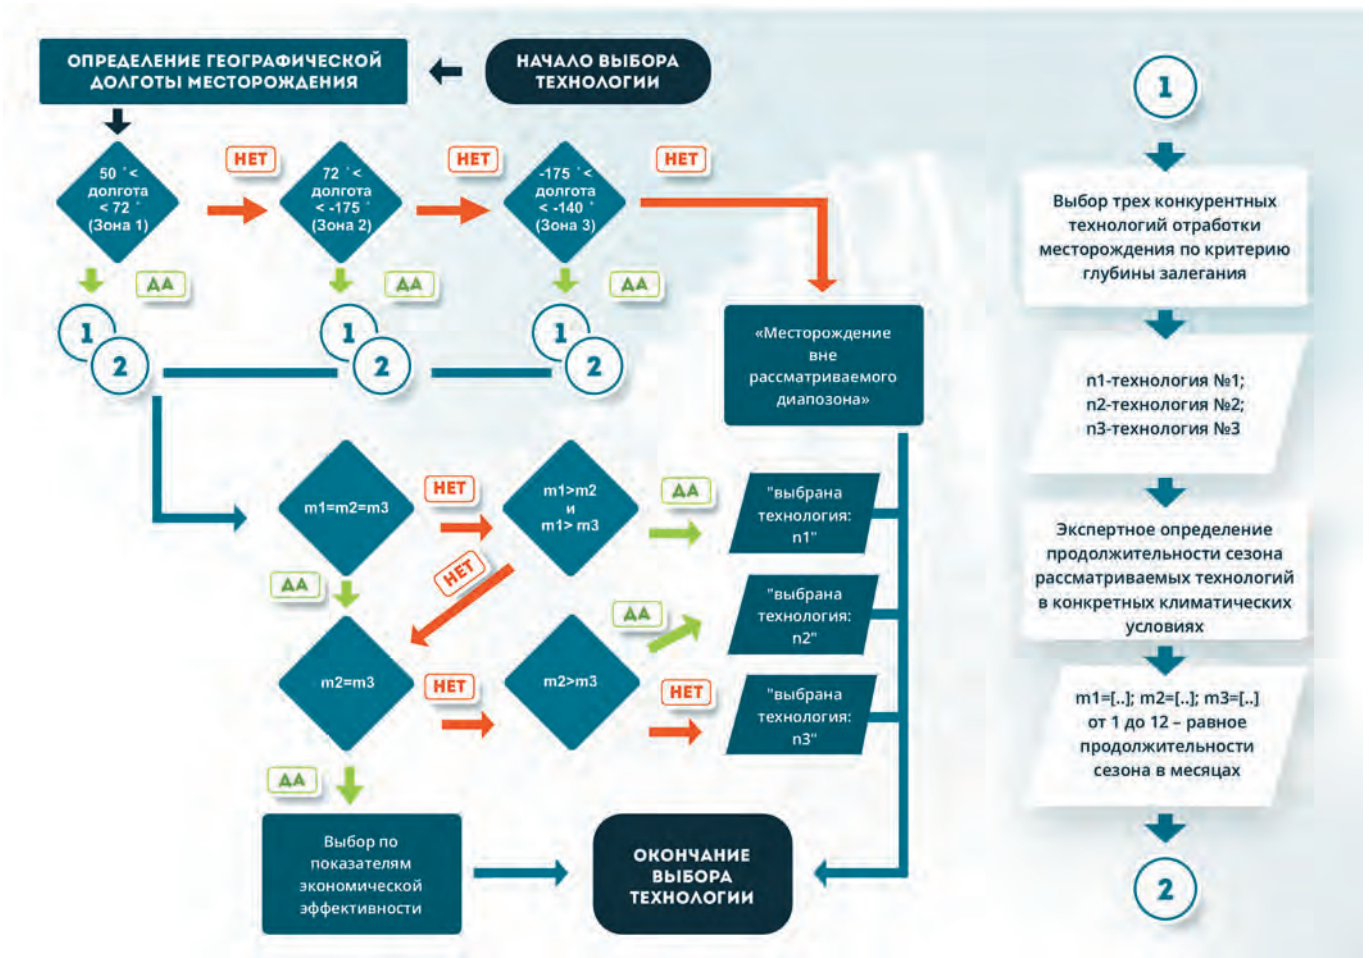 ОПРЕДЕЛЕНИЕ ГЕОГРАФИЧЕСКОЙ
ДОЛГОТЫ МЕСТОРОЖДЕНИЯ
НАЧАЛО ВЫБОРА
ТЕХНОЛОГИИ
50 ˚<
долгота
< 72 ˚
(Зона 1)
НЕТ
72 ˚<
долгота
< -175 ˚
(Зона 2)
НЕТ
-175 ˚<
долгота
< -140 ˚
(Зона 3)
НЕТ
ДА
ДА
ДА
1
2
1
2
1
2
«Месторождение
вне
рассматриваемого
диапозона»
m1=m2=m3
НЕТ
m1>m2
и
m1> m3
ДА
"выбрана
технология:
n1"
ДА
НЕТ
ДА
"выбрана
технология:
n2"
m2=m3
НЕТ
m2>m3
НЕТ
"выбрана
технология:
n3"
ДА
Выбор по
показателям
экономической
эффективности
ОКОНЧАНИЕ
ВЫБОРА
ТЕХНОЛОГИИ
1
Выбор трех конкурентных
технологий отработки
месторождения по критерию
глубины залегания
n1-технология №1;
n2-технология №2;
n3-технология №3
Экспертное определение
продолжительности сезона
рассматриваемых технологий
в конкретных климатических
условиях
m1=[..]; m2=[..]; m3=[..]
от 1 до 12 – равное
продолжительности
сезона в месяцах
2